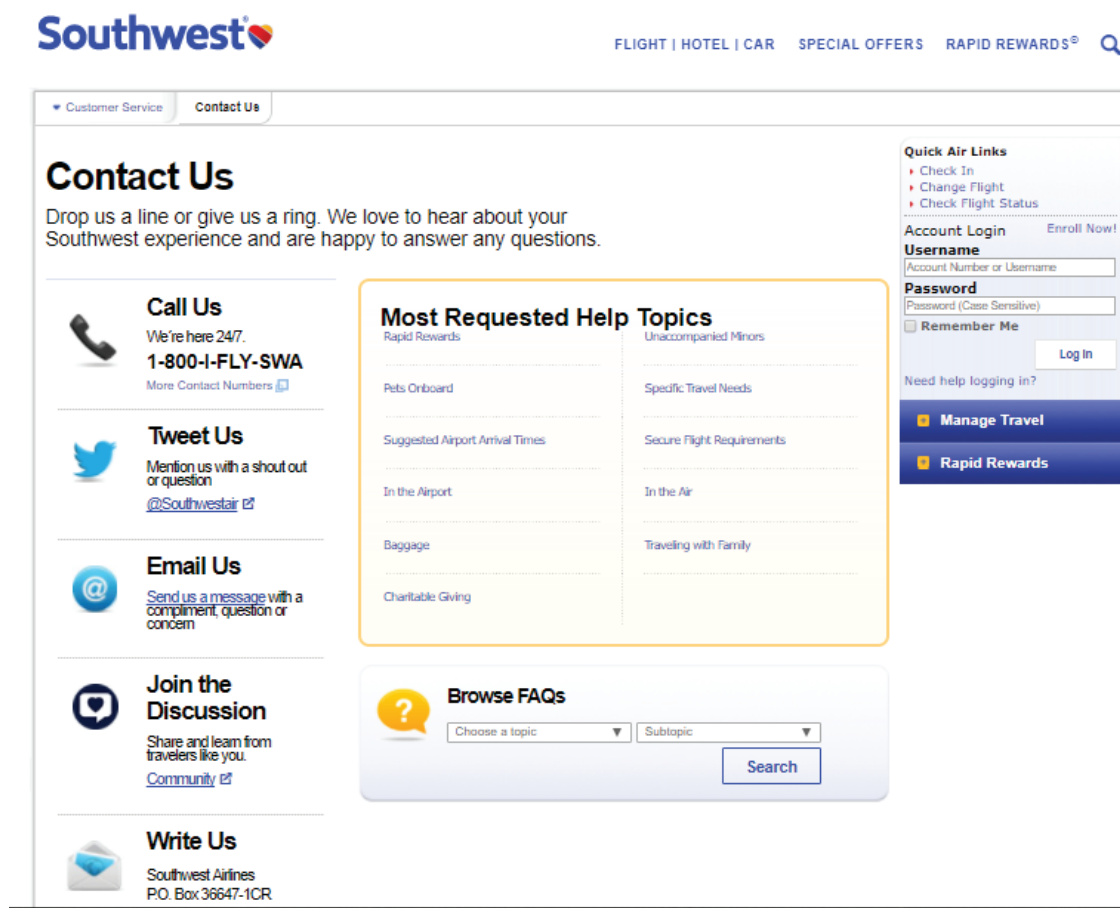 Southwest®
FLIGHT | HOTEL | CAR SPECIAL OFFERS RAPID REWARDS®
Customer Service Contact Us
Contact Us
Drop us a line or give us a ring. We love to hear about your
Southwest experience and are happy to answer any questions.
Call Us
We're here 24/7.
1-800-I-FLY-SWA
More Contact Numbers
Tweet Us
Mention us with a shout out
or question
@Southwestair
Email Us
Send us a message with a
compliment, question or
concern
Join the
Discussion
Share and learn from
travelers like you.
Community
Write Us
Southwest Airlines
P.O. Box 36647-1CR
Most Requested Help Topics
Rapid Rewards Unaccompanied Minors
Pets Onboard Specific Travel Needs
Suggested Airport Arrival Times Secure Flight Requirements
In the Airport In the Air
Baggage Traveling with Family
Charitable Giving
Browse FAQs
Choose a topic Subtopic
Search
Quick Air Links
Check In
Change Flight
Check Flight Status
Account Login Enroll Now!
Username
Account Number or Username
Password
Password (Case Sensitive)
Remember Me
Log In
Need help logging in?
Manage Travel
Rapid Rewards